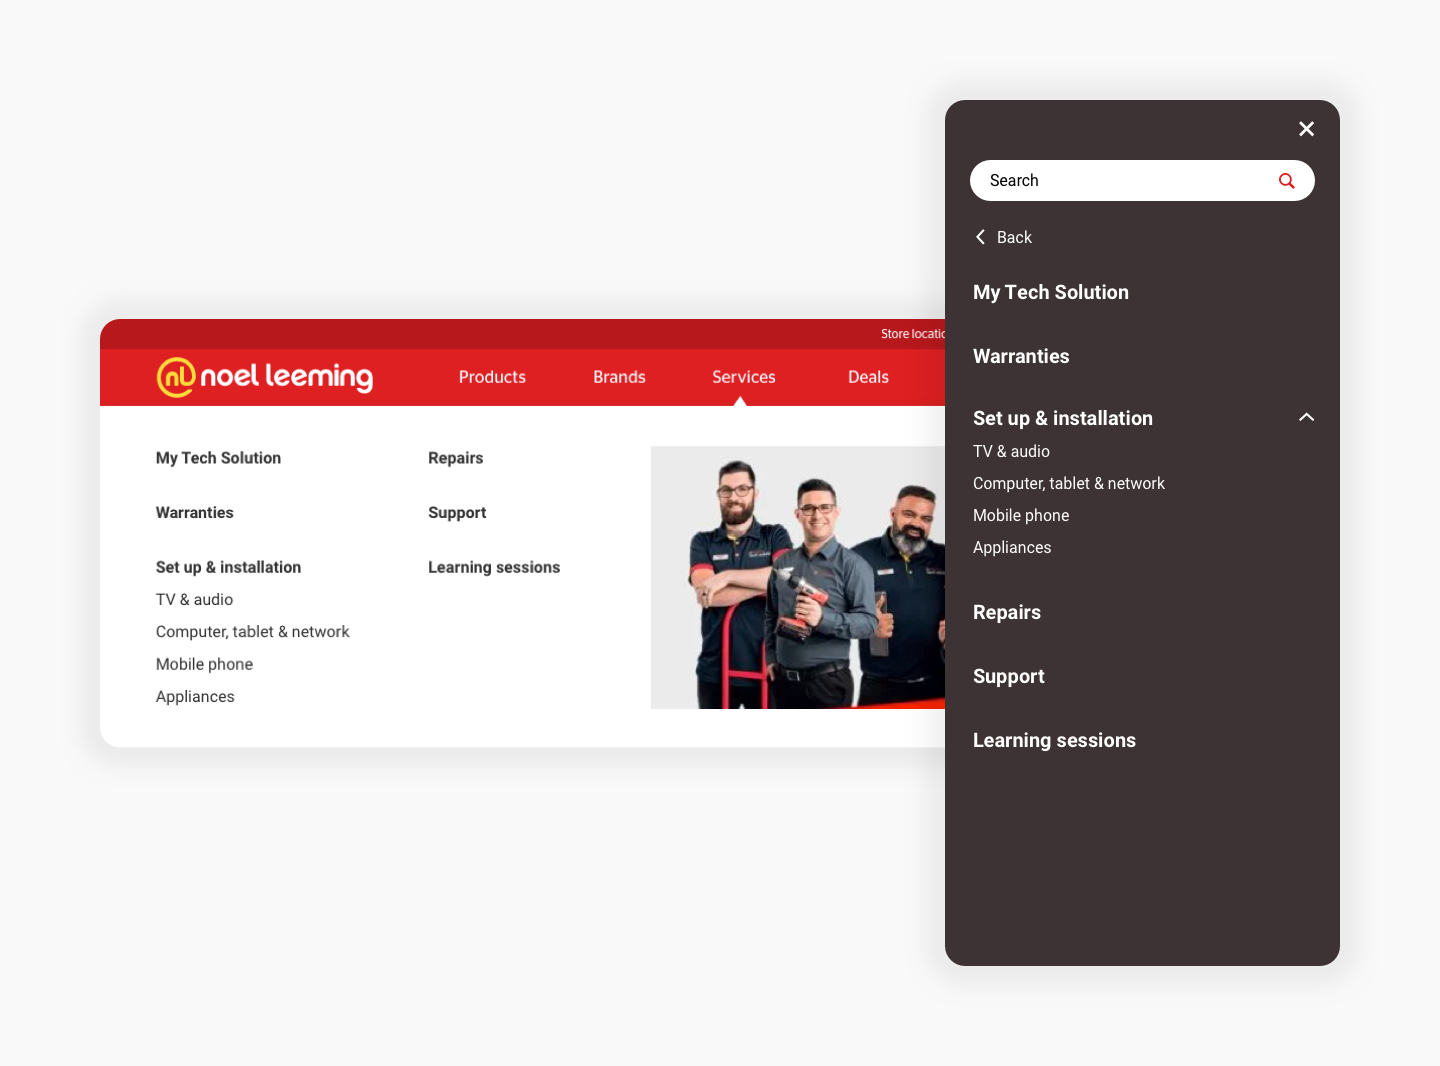 Store locatio
noel leeming
Products
Brands
Services
Deals
My Tech Solution
Warranties
Set up & installation
TV & audio
Computer, tablet & network
Mobile phone
Appliances
Repairs
Support
Learning sessions
Search
Back
My Tech Solution
Warranties
Set up & installation
TV & audio
Computer, tablet & network
Mobile phone
Appliances
Repairs
Support
Learning sessions